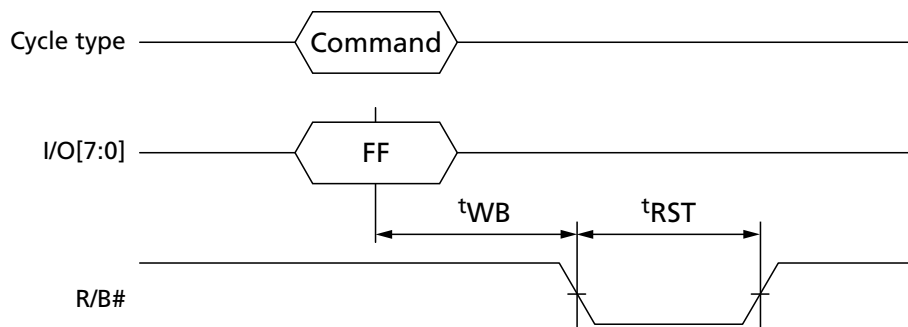 Cycle type
Command
I/O[7:0]
FF
tWB
tRST
R/B#